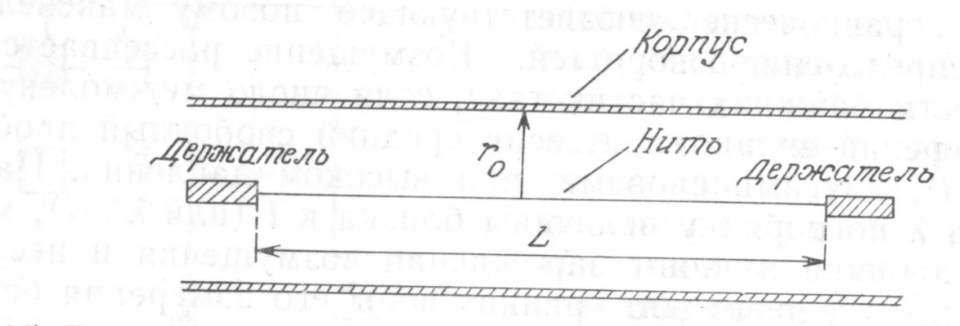 Корпус
Держатель
r₀
Нить
Держатель
L